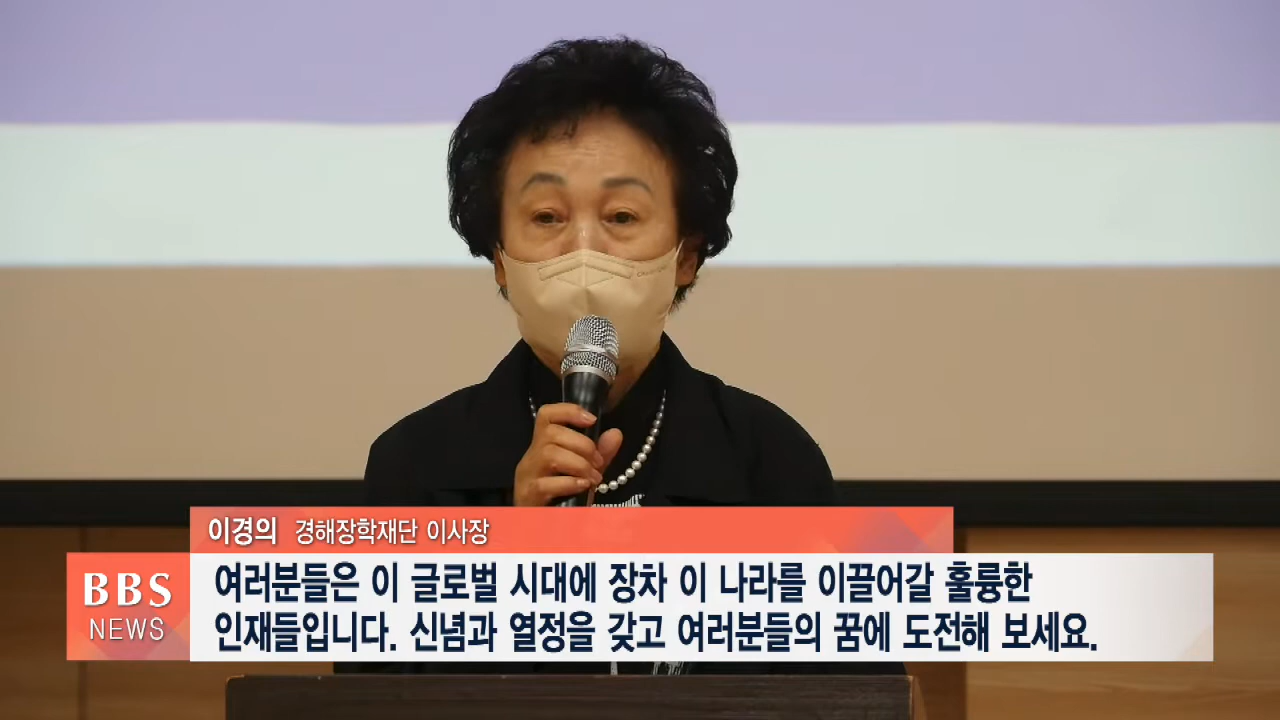 이경의 경해장학재단 이사장
BBS
NEWS
여러분들은 이 글로벌 시대에 장차 이 나라를 이끌어갈 훌륭한
인재들입니다. 신념과 열정을 갖고 여러분들의 꿈에 도전해 보세요.